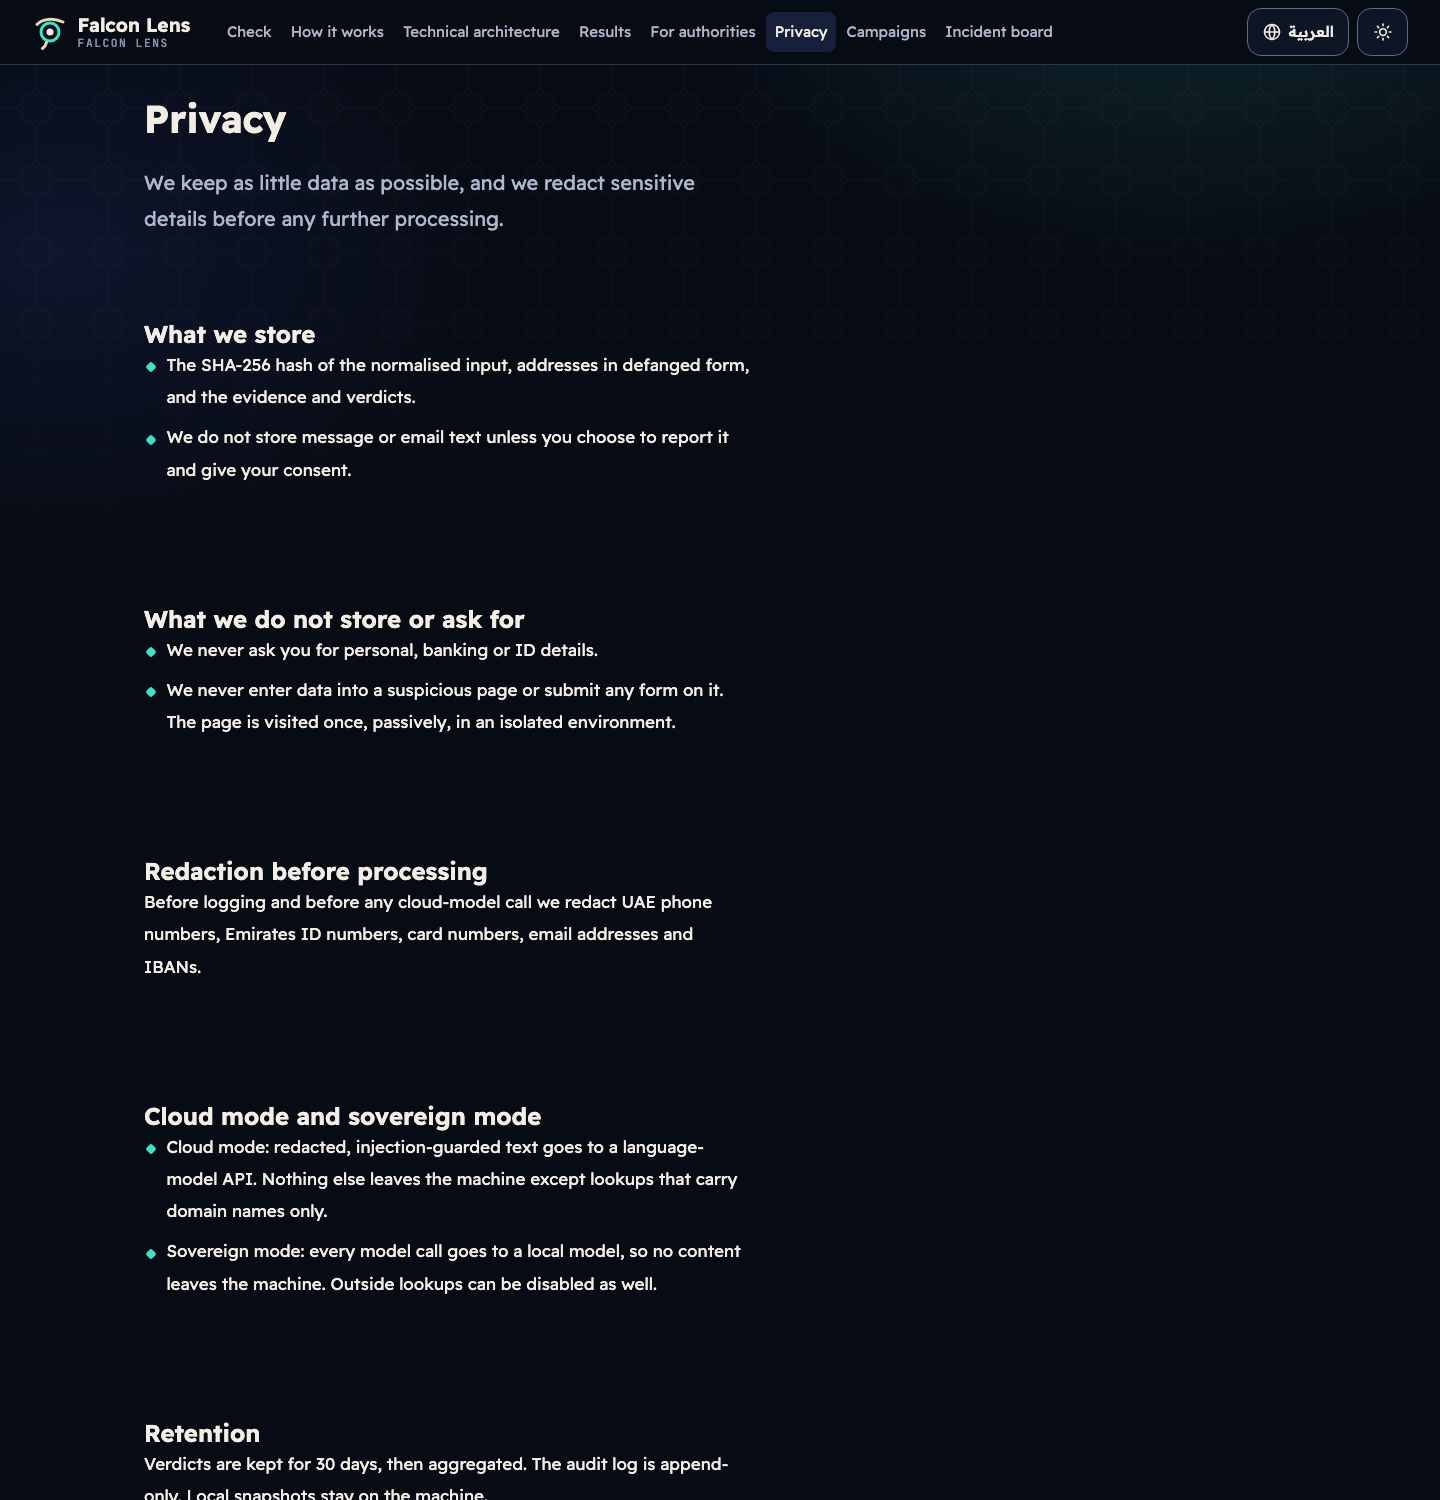 Falcon Lens
FALCON LENS
Check
How it works
Technical architecture
Results
For authorities
Privacy
Campaigns
Incident board
العربية
Privacy
We keep as little data as possible, and we redact sensitive
details before any further processing.
What we store
The SHA-256 hash of the normalised input, addresses in defanged form,
and the evidence and verdicts.
We do not store message or email text unless you choose to report it
and give your consent.
What we do not store or ask for
We never ask you for personal, banking or ID details.
We never enter data into a suspicious page or submit any form on it.
The page is visited once, passively, in an isolated environment.
Redaction before processing
Before logging and before any cloud-model call we redact UAE phone
numbers, Emirates ID numbers, card numbers, email addresses and
IBANs.
Cloud mode and sovereign mode
Cloud mode: redacted, injection-guarded text goes to a language-
model API. Nothing else leaves the machine except lookups that carry
domain names only.
Sovereign mode: every model call goes to a local model, so no content
leaves the machine. Outside lookups can be disabled as well.
Retention
Verdicts are kept for 30 days, then aggregated. The audit log is append-
only. Local snapshots stay on the machine.